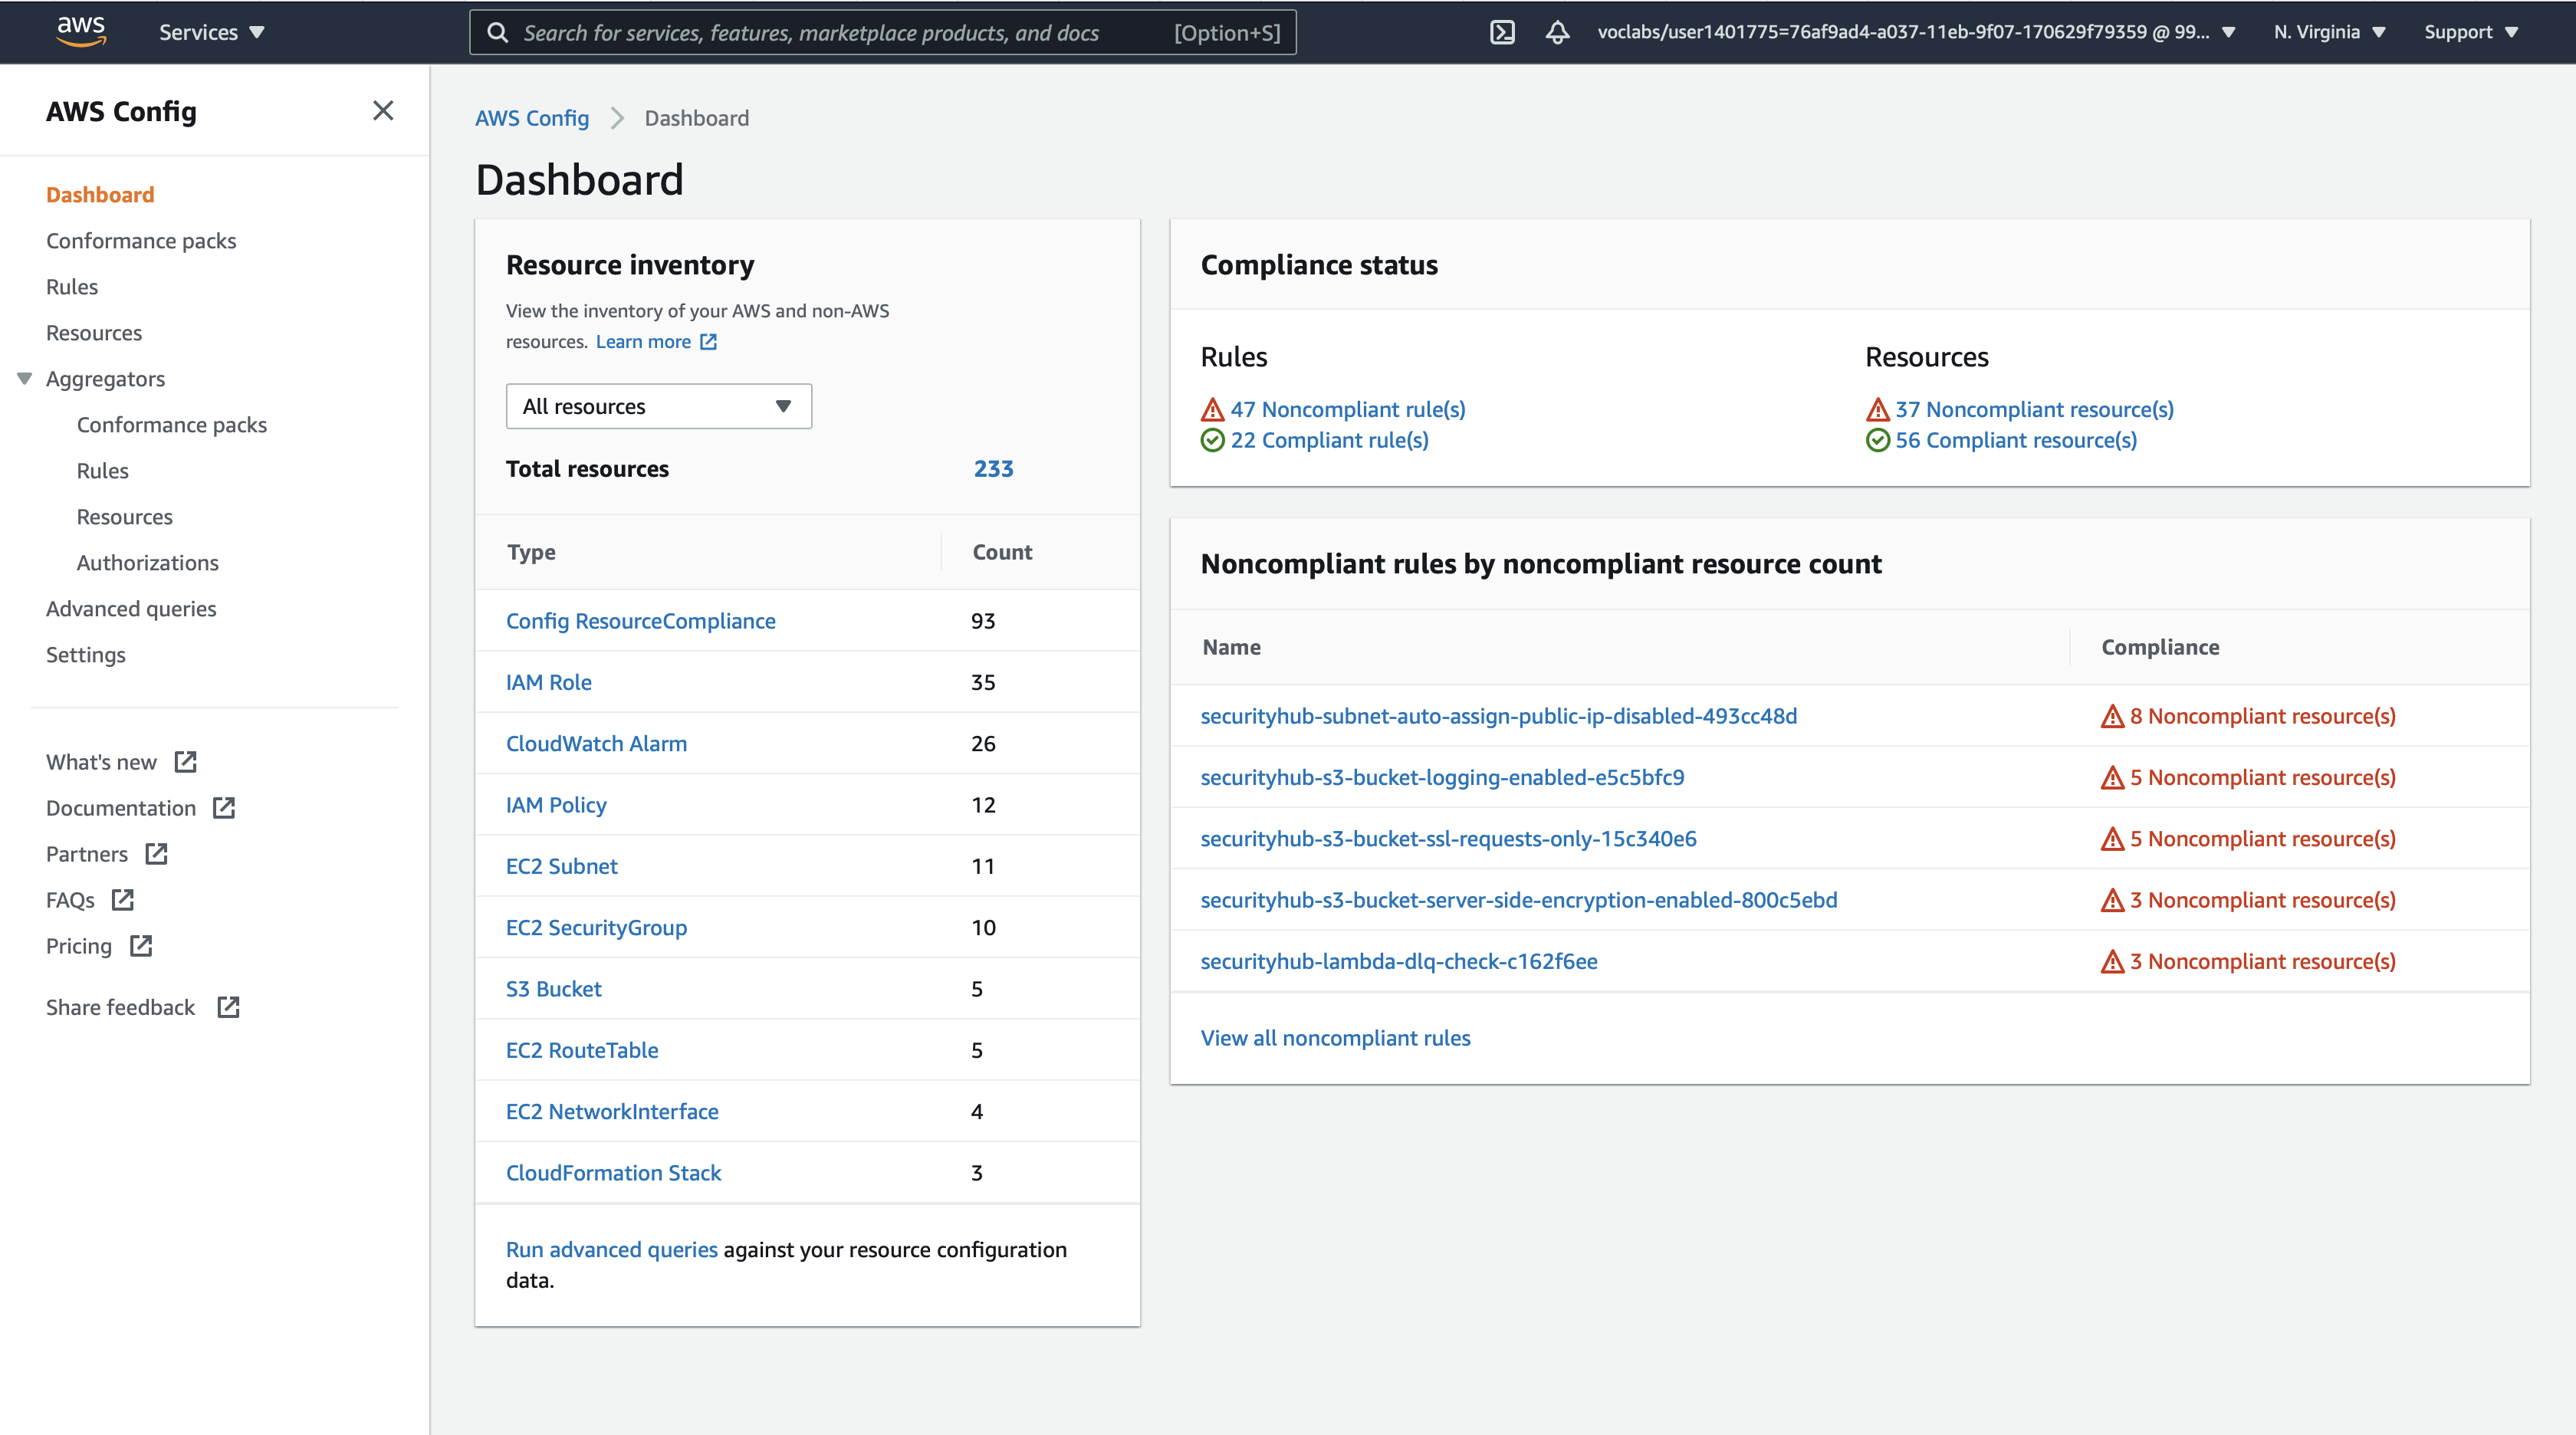 aws
Services
Search for services, features, marketplace products, and docs [Option+S]
voclabs/user1401775=76af9ad4-a037-11eb-9f07-170629f79359 @ 99...
N. Virginia
Support
AWS Config
Dashboard
Conformance packs
Rules
Resources
Aggregators
Conformance packs
Rules
Resources
Authorizations
Advanced queries
Settings
What's new
Documentation
Partners
FAQs
Pricing
Share feedback
AWS Config > Dashboard
Dashboard
Resource inventory
View the inventory of your AWS and non-AWS
resources. Learn more
All resources
Total resources 233
Type Count
Config ResourceCompliance 93
IAM Role 35
CloudWatch Alarm 26
IAM Policy 12
EC2 Subnet 11
EC2 SecurityGroup 10
S3 Bucket 5
EC2 RouteTable 5
EC2 NetworkInterface 4
CloudFormation Stack 3
Run advanced queries against your resource configuration
data.
Compliance status
Rules
47 Noncompliant rule(s)
22 Compliant rule(s)
Resources
37 Noncompliant resource(s)
56 Compliant resource(s)
Noncompliant rules by noncompliant resource count
Name Compliance
securityhub-subnet-auto-assign-public-ip-disabled-493cc48d 8 Noncompliant resource(s)
securityhub-s3-bucket-logging-enabled-e5c5bfc9 5 Noncompliant resource(s)
securityhub-s3-bucket-ssl-requests-only-15c340e6 5 Noncompliant resource(s)
securityhub-s3-bucket-server-side-encryption-enabled-800c5ebd 3 Noncompliant resource(s)
securityhub-lambda-dlq-check-c162f6ee 3 Noncompliant resource(s)
View all noncompliant rules